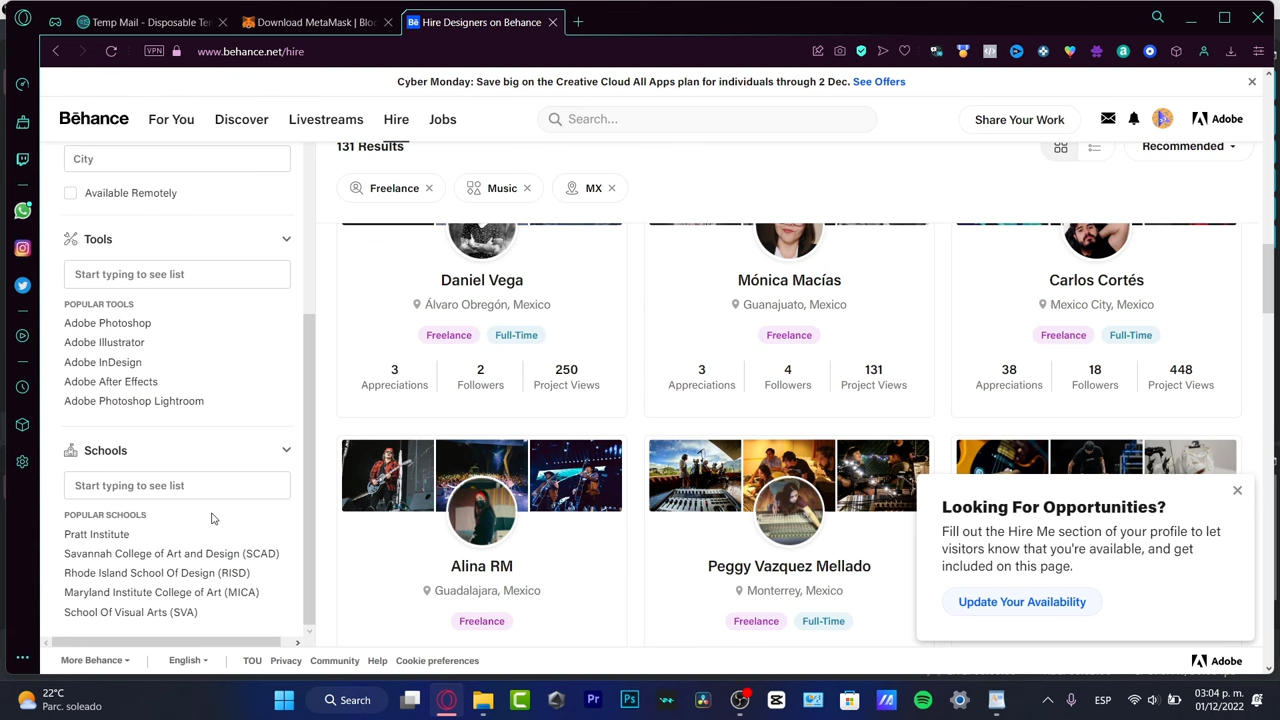 Temp Mail - Disposable Ten
Download MetaMask | Bloc
Hire Designers on Behance
VPN
www.behance.net/hire
Cyber Monday: Save big on the Creative Cloud All Apps plan for individuals through 2 Dec. See Offers
Bēhance
For You
Discover
Livestreams
Hire
Jobs
Search...
Share Your Work
Adobe
City
Available Remotely
Tools
Start typing to see list
POPULAR TOOLS
Adobe Photoshop
Adobe Illustrator
Adobe InDesign
Adobe After Effects
Adobe Photoshop Lightroom
Schools
Start typing to see list
POPULAR SCHOOLS
Pratt Institute
Savannah College of Art and Design (SCAD)
Rhode Island School Of Design (RISD)
Maryland Institute College of Art (MICA)
School Of Visual Arts (SVA)
131 Results
Recommended
Freelance
Music
MX
Daniel Vega
Álvaro Obregón, Mexico
Freelance Full-Time
3 2 250
Appreciations Followers Project Views
Mónica Macías
Guanajuato, Mexico
Freelance
3 4 131
Appreciations Followers Project Views
Carlos Cortés
Mexico City, Mexico
Freelance Full-Time
38 18 448
Appreciations Followers Project Views
Alina RM
Guadalajara, Mexico
Freelance
Peggy Vazquez Mellado
Monterrey, Mexico
Freelance Full-Time
Looking For Opportunities?
Fill out the Hire Me section of your profile to let
visitors know that you're available, and get
included on this page.
Update Your Availability
More Behance
English
TOU
Privacy
Community
Help
Cookie preferences
Adobe
22°C
Parc. soleado
Search
Pr
Ps
ESP
03:04 p. m.
01/12/2022